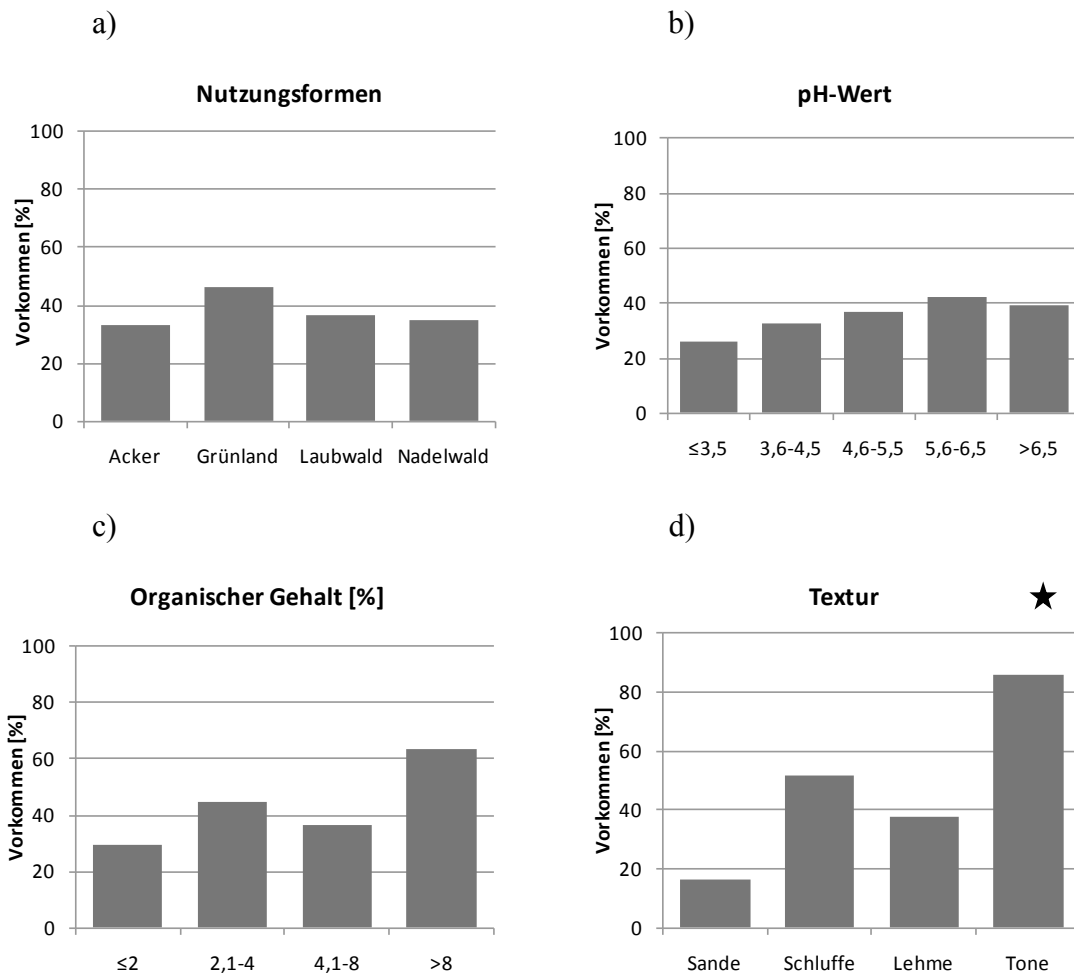 a)
Nutzungsformen
Vorkommen [%]
100
80
60
40
20
0
Acker Grünland Laubwald Nadelwald
b)
pH-Wert
Vorkommen [%]
100
80
60
40
20
0
≤3,5 3,6-4,5 4,6-5,5 5,6-6,5 >6,5
c)
Organischer Gehalt [%]
Vorkommen [%]
100
80
60
40
20
0
≤2 2,1-4 4,1-8 >8
d)
Textur ★
Vorkommen [%]
100
80
60
40
20
0
Sande Schluffe Lehme Tone